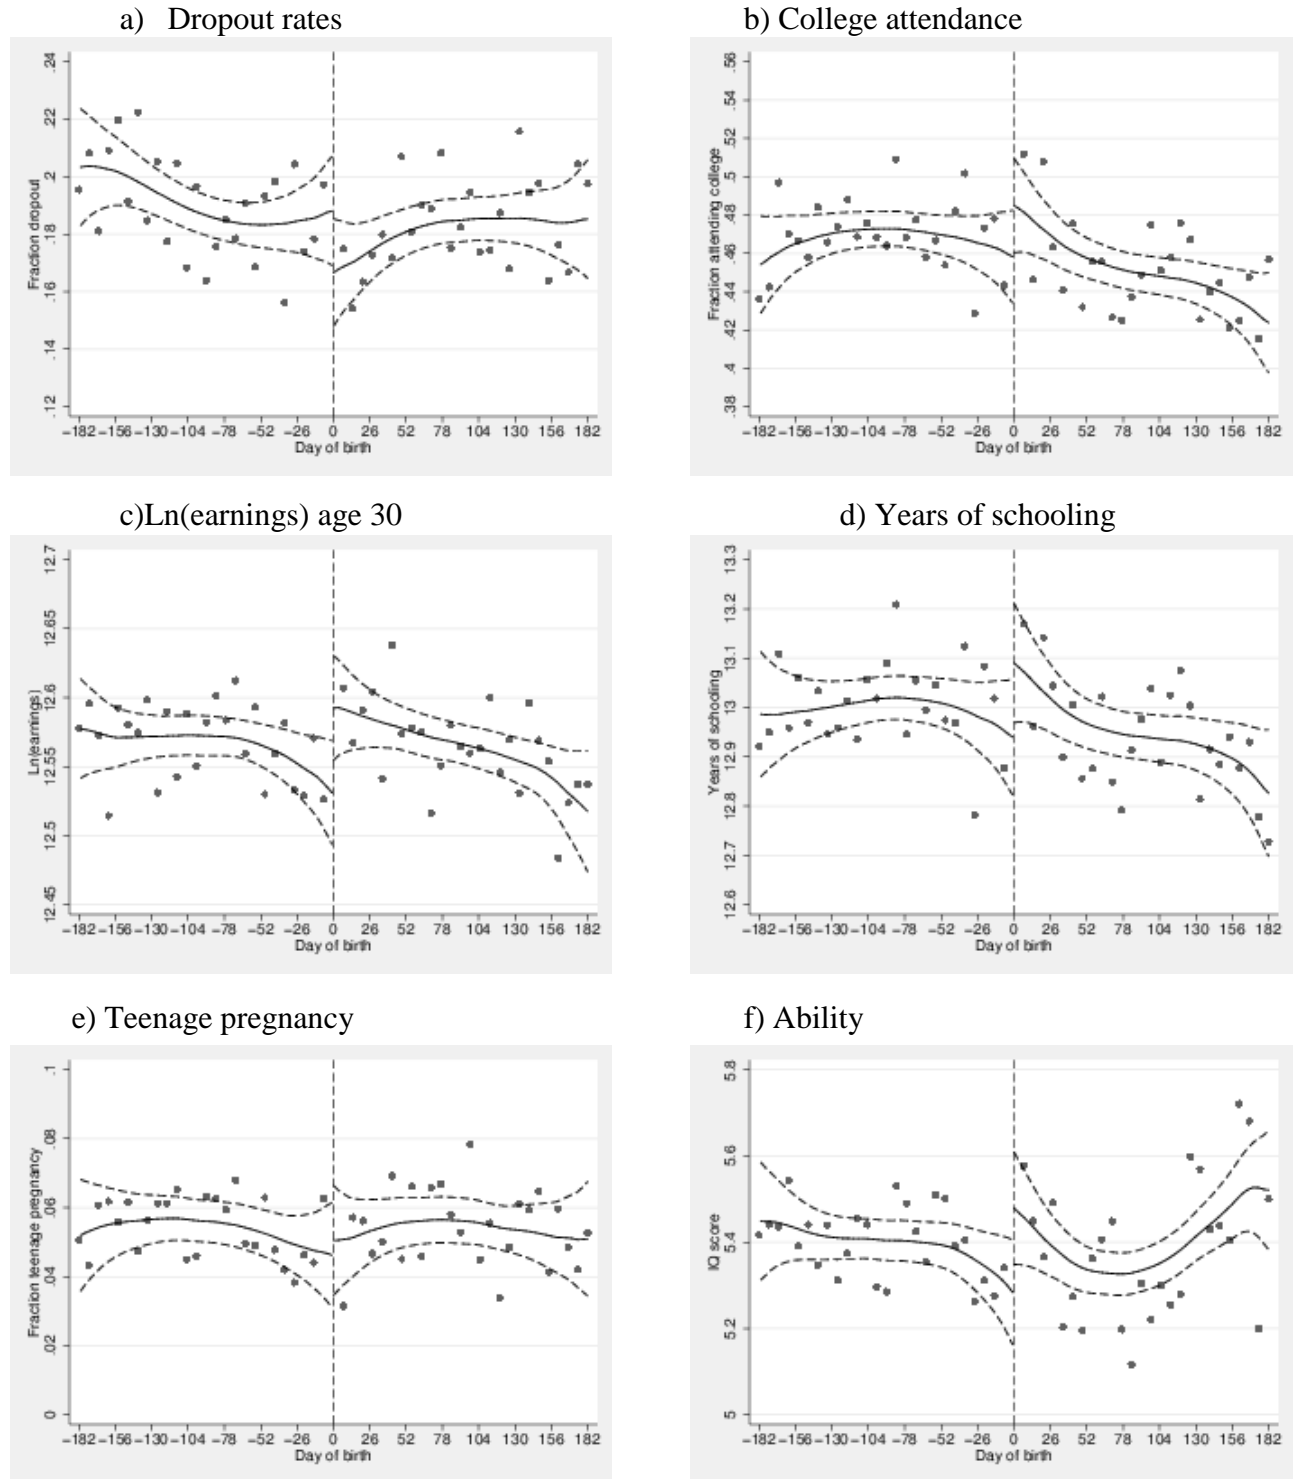 a) Dropout rates
b) College attendance
Fraction dropout
.24
.22
.2
.18
.16
.14
.12
−182 −156 −130 −104 −78 −52 −26 0 26 52 78 104 130 156 182
Day of birth
Fraction attending college
.56
.54
.52
.5
.48
.46
.44
.42
.4
.38
−182 −156 −130 −104 −78 −52 −26 0 26 52 78 104 130 156 182
Day of birth
c)Ln(earnings) age 30
d) Years of schooling
Ln(earnings)
12.7
12.65
12.6
12.55
12.5
12.45
−182 −156 −130 −104 −78 −52 −26 0 26 52 78 104 130 156 182
Day of birth
Years of schooling
13.3
13.2
13.1
13
12.9
12.8
12.7
12.6
−182 −156 −130 −104 −78 −52 −26 0 26 52 78 104 130 156 182
Day of birth
e) Teenage pregnancy
f) Ability
Fraction teenage pregnancy
.1
.08
.06
.04
.02
0
−182 −156 −130 −104 −78 −52 −26 0 26 52 78 104 130 156 182
Day of birth
IQ score
5.8
5.6
5.4
5.2
5
−182 −156 −130 −104 −78 −52 −26 0 26 52 78 104 130 156 182
Day of birth